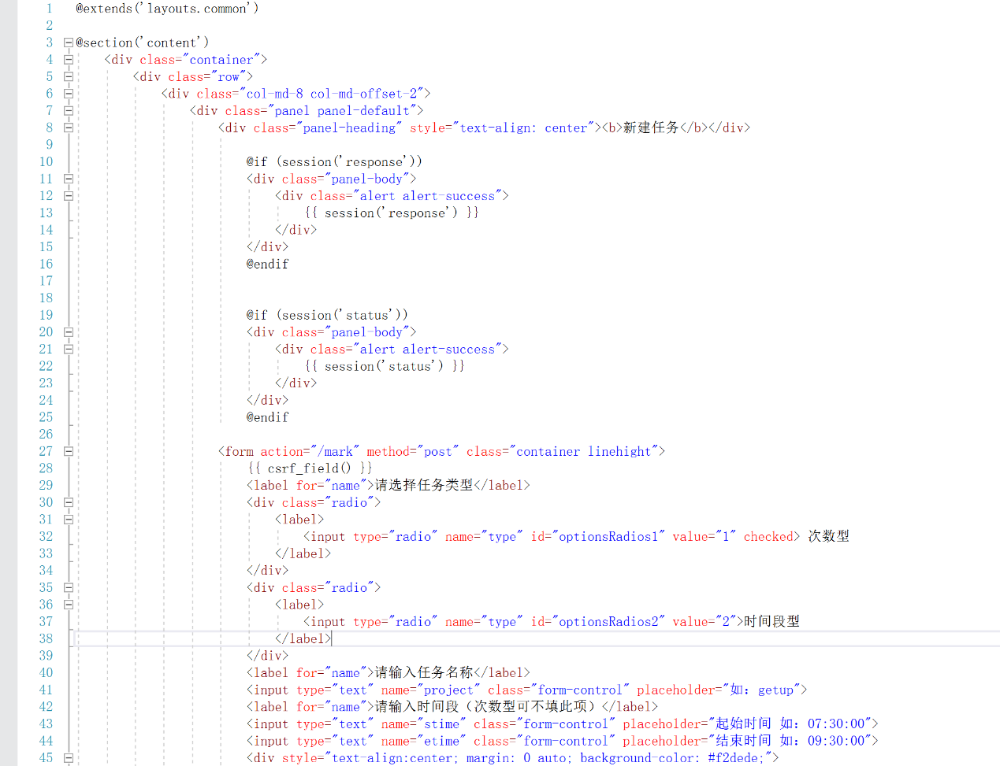 1 @extends('layouts.common')
2
3 @section('content')
4 <div class="container">
5 <div class="row">
6 <div class="col-md-8 col-md-offset-2">
7 <div class="panel panel-default">
8 <div class="panel-heading" style="text-align: center"><b>新建任务</b></div>
9
10 @if (session('response'))
11 <div class="panel-body">
12 <div class="alert alert-success">
13 {{ session('response') }}
14 </div>
15 </div>
16 @endif
17
18
19 @if (session('status'))
20 <div class="panel-body">
21 <div class="alert alert-success">
22 {{ session('status') }}
23 </div>
24 </div>
25 @endif
26
27 <form action="/mark" method="post" class="container linehight">
28 {{ csrf_field() }}
29 <label for="name">请选择任务类型</label>
30 <div class="radio">
31 <label>
32 <input type="radio" name="type" id="optionsRadios1" value="1" checked> 次数型
33 </label>
34 </div>
35 <div class="radio">
36 <label>
37 <input type="radio" name="type" id="optionsRadios2" value="2">时间段型
38 </label>
39 </div>
40 <label for="name">请输入任务名称</label>
41 <input type="text" name="project" class="form-control" placeholder="如：getup">
42 <label for="name">请输入时间段（次数型可不填此项）</label>
43 <input type="text" name="stime" class="form-control" placeholder="起始时间 如：07:30:00">
44 <input type="text" name="etime" class="form-control" placeholder="结束时间 如：09:30:00">
45 <div style="text-align:center; margin: 0 auto; background-color: #f2dede;">